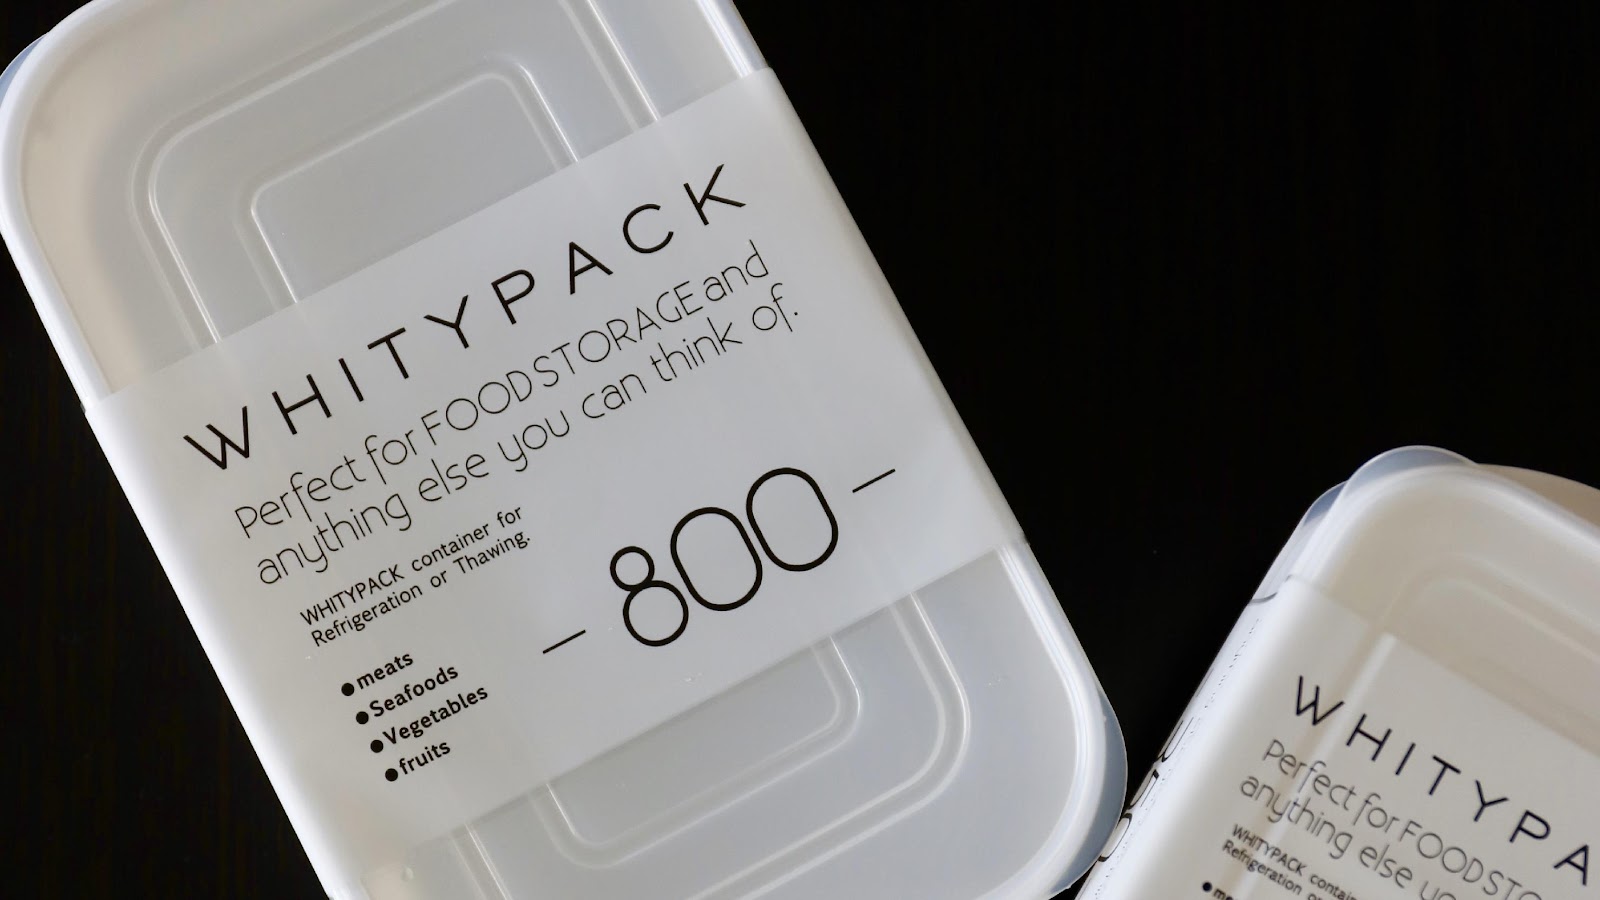 WHITYPACK
Perfect for FOOD STORAGE and
anything else you can think of.
WHITYPACK container for
Refrigeration or Thawing.
●meats
●Seafoods
●Vegetables
●fruits
—800—
WHITYPA
Perfect for FOOD STO
anything else yo
WHITYPACK contai
Refrigeration o
●me